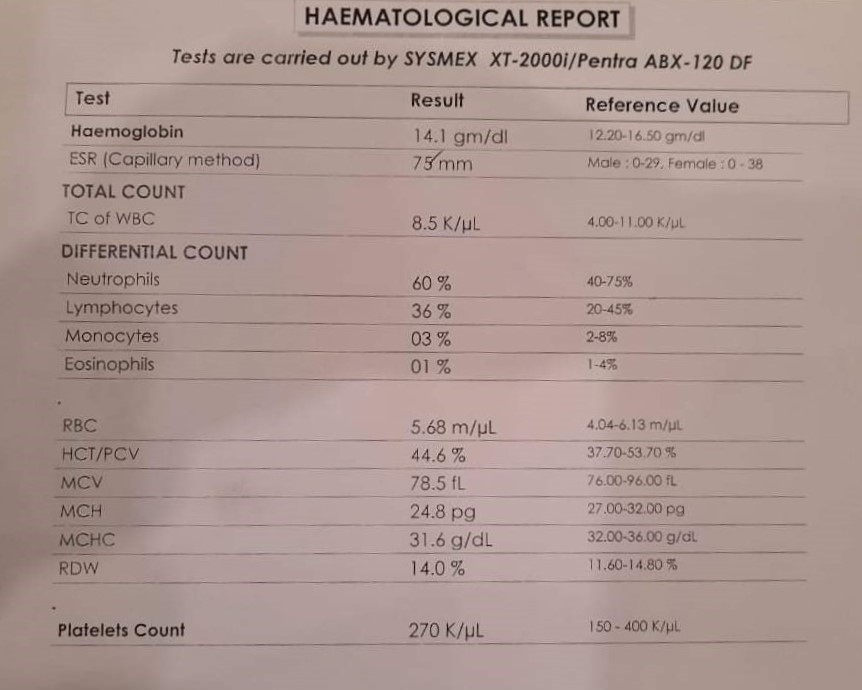 HAEMATOLOGICAL REPORT
Tests are carried out by SYSMEX XT-2000i/Pentra ABX-120 DF
Test Result Reference Value
Haemoglobin 14.1 gm/dl 12.20-16.50 gm/dl
ESR (Capillary method) 75 mm Male : 0-29, Female : 0 - 38
TOTAL COUNT
TC of WBC 8.5 K/µL 4.00-11.00 K/µL
DIFFERENTIAL COUNT
Neutrophils 60 % 40-75%
Lymphocytes 36 % 20-45%
Monocytes 03 % 2-8%
Eosinophils 01 % 1-4%
.
RBC 5.68 m/µL 4.04-6.13 m/µL
HCT/PCV 44.6 % 37.70-53.70 %
MCV 78.5 fL 76.00-96.00 fL
MCH 24.8 pg 27.00-32.00 pg
MCHC 31.6 g/dL 32.00-36.00 g/dL
RDW 14.0 % 11.60-14.80 %
.
Platelets Count 270 K/µL 150 - 400 K/µL